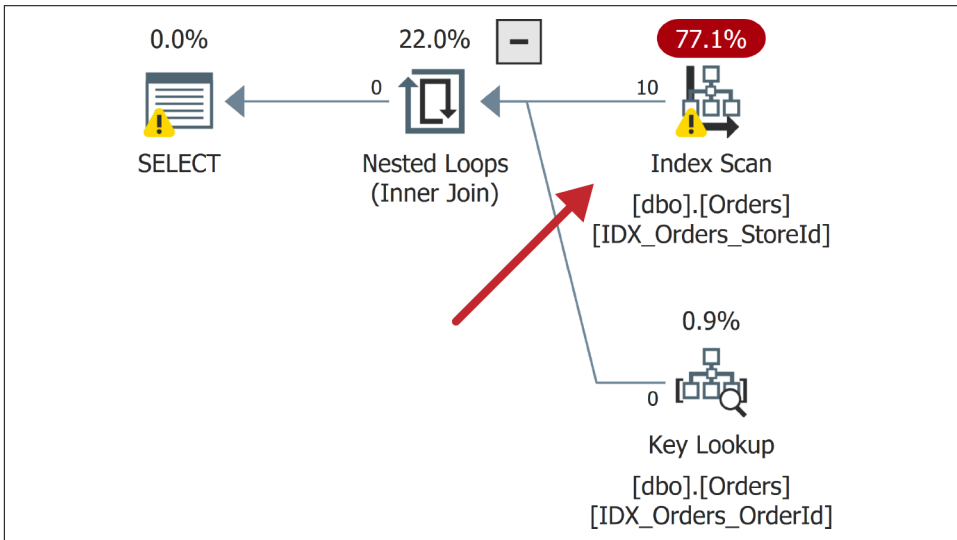 0.0%
22.0%
77.1%
0
10
SELECT
Nested Loops
(Inner Join)
Index Scan
[dbo].[Orders]
[IDX_Orders_StoreId]
0.9%
0
Key Lookup
[dbo].[Orders]
[IDX_Orders_OrderId]